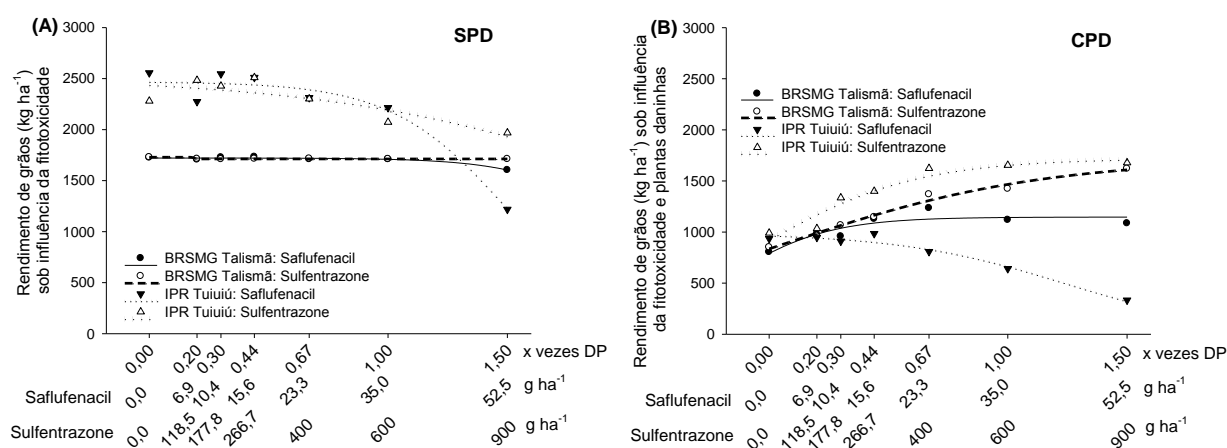 (A)
SPD
Rendimento de grãos (kg ha⁻¹)
sob influência da fitotoxicidade
3000
2500
2000
1500
1000
500
0
BRSMG Talismã: Saflufenacil
BRSMG Talismã: Sulfentrazone
IPR Tuiuiú: Saflufenacil
IPR Tuiuiú: Sulfentrazone
0,00 0,20 0,30 0,44 0,67 1,00 1,50 x vezes DP
Saflufenacil 0,0 6,9 10,4 15,6 23,3 35,0 52,5 g ha⁻¹
Sulfentrazone 0,0 118,5 177,8 266,7 400 600 900 g ha⁻¹
(B)
CPD
Rendimento de grãos (kg ha⁻¹) sob influência
da fitotoxicidade e plantas daninhas
3000
2500
2000
1500
1000
500
0
BRSMG Talismã: Saflufenacil
BRSMG Talismã: Sulfentrazone
IPR Tuiuiú: Saflufenacil
IPR Tuiuiú: Sulfentrazone
0,00 0,20 0,30 0,44 0,67 1,00 1,50 x vezes DP
Saflufenacil 0,0 6,9 10,4 15,6 23,3 35,0 52,5 g ha⁻¹
Sulfentrazone 0,0 118,5 177,8 266,7 400 600 900 g ha⁻¹